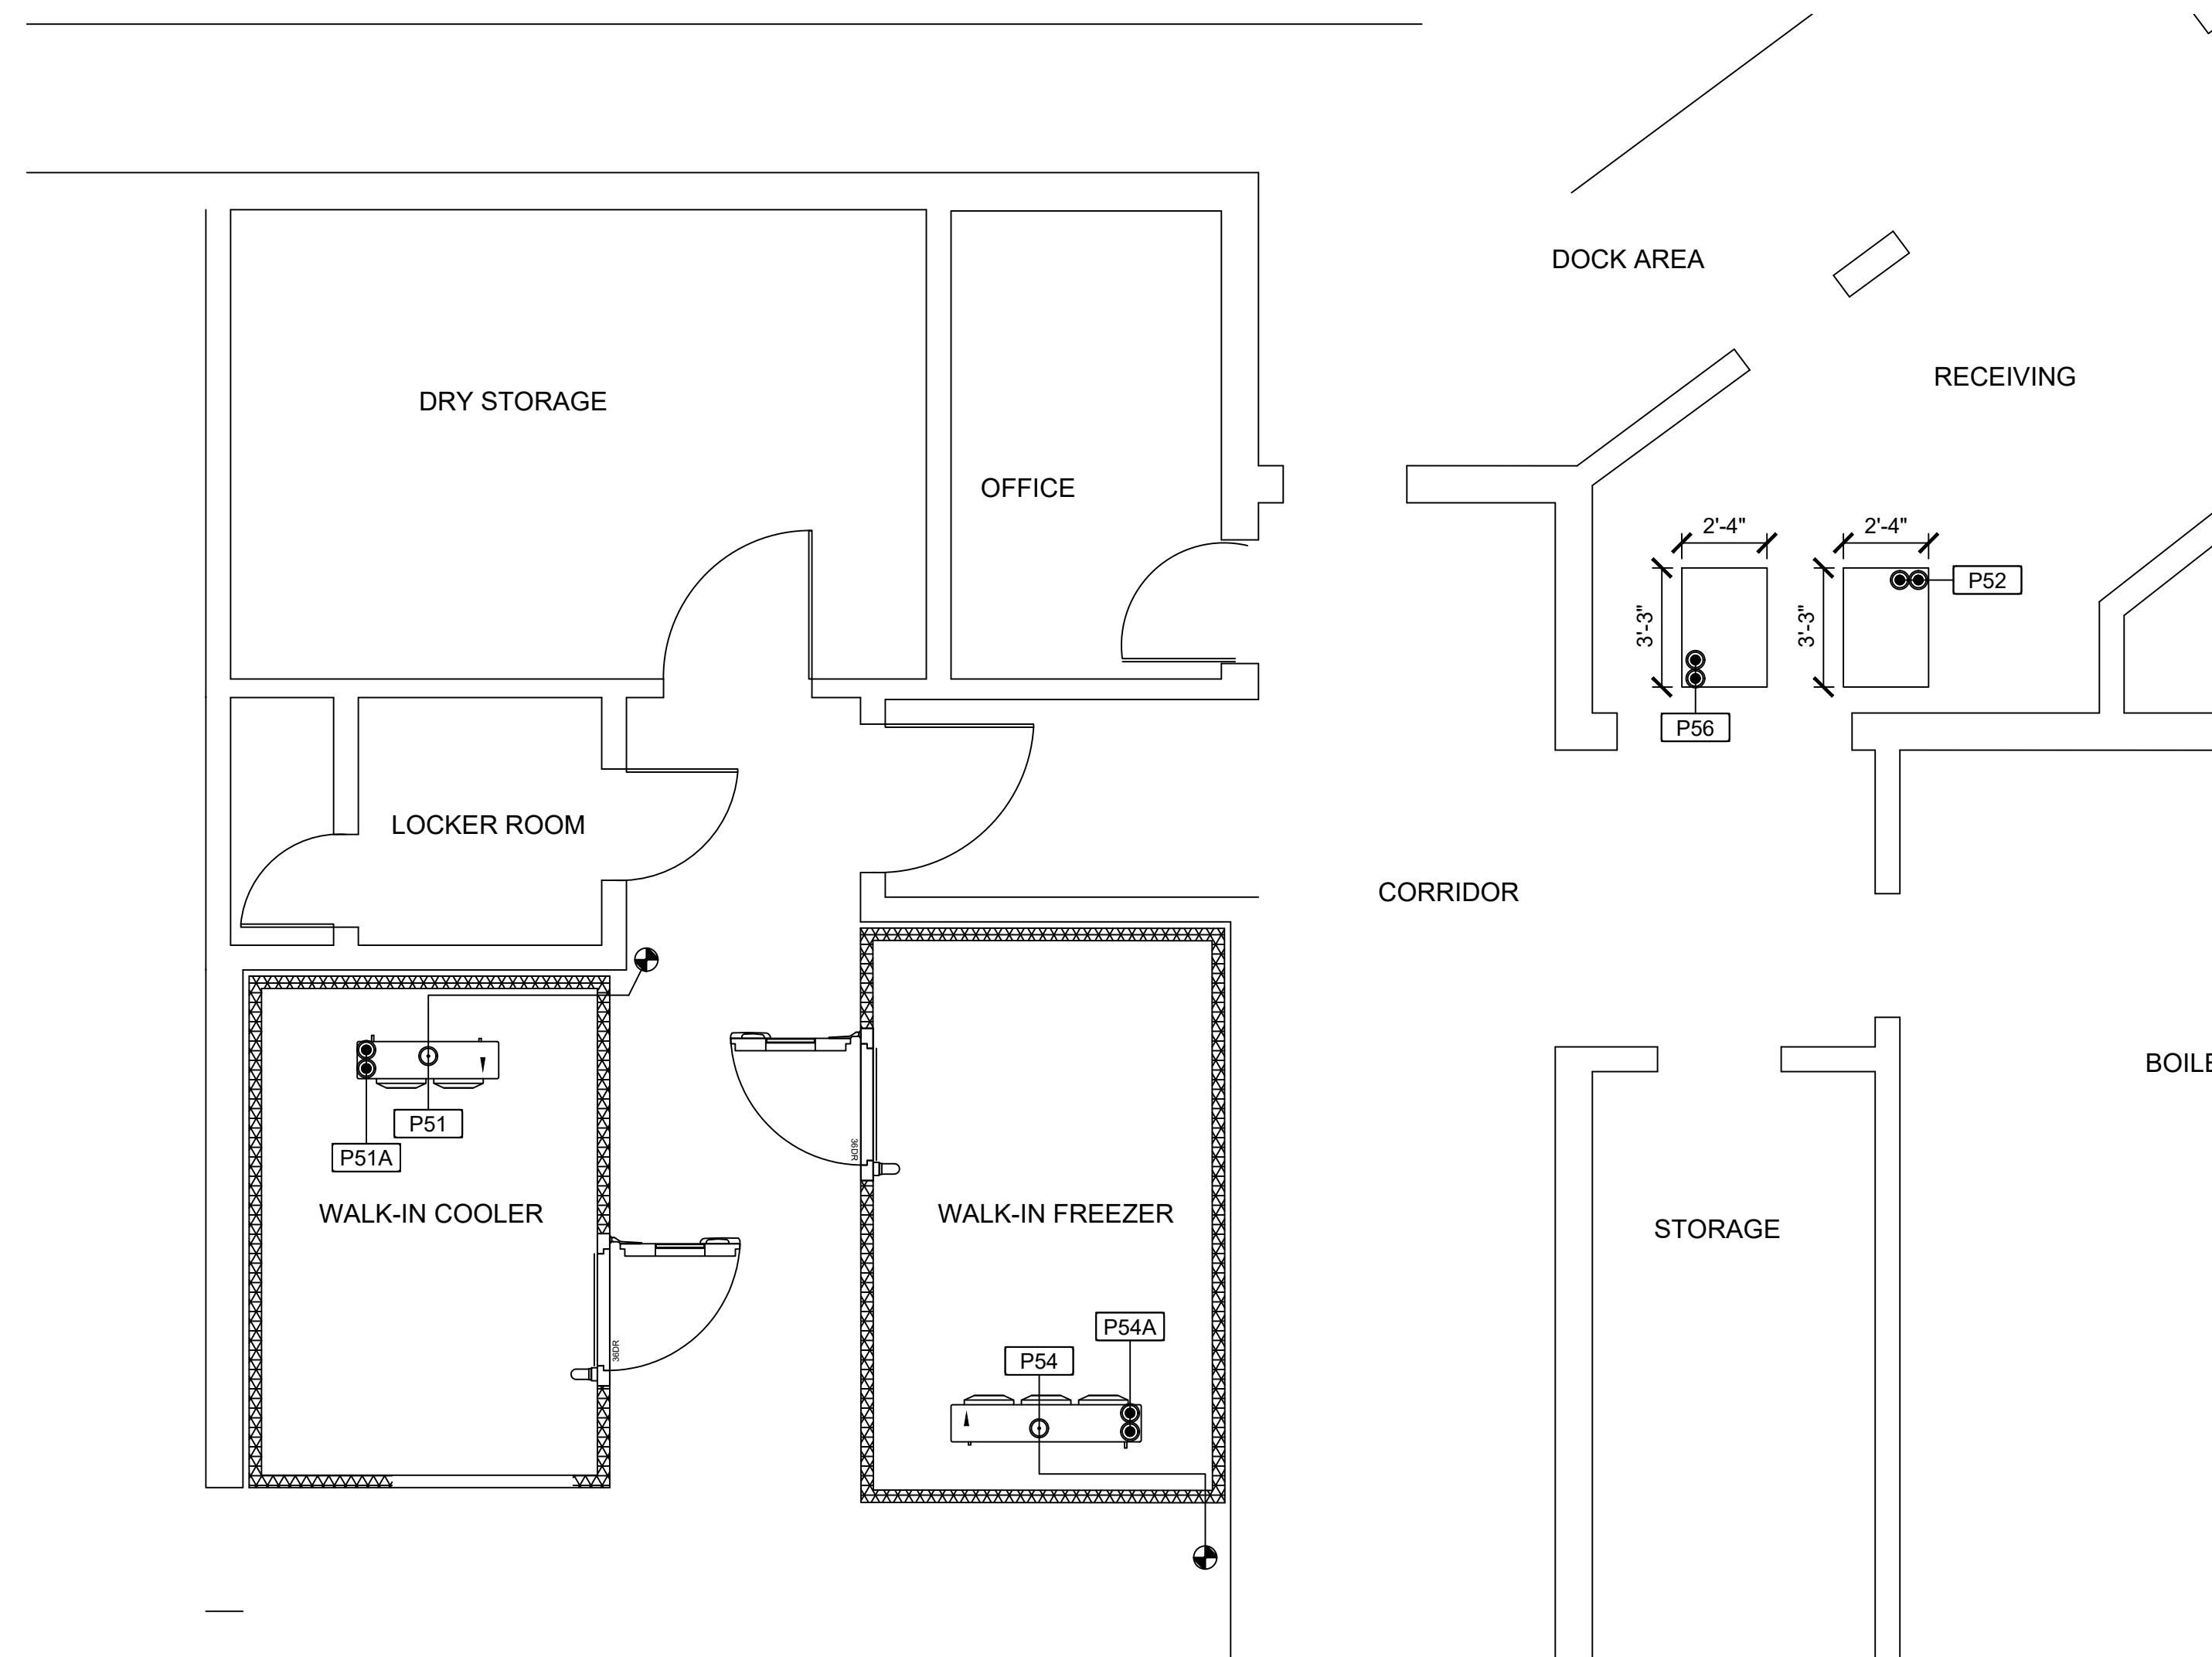 DOCK AREA
RECEIVING
DRY STORAGE
OFFICE
2'-4"
2'-4"
P52
3'-3"
3'-3"
P56
LOCKER ROOM
CORRIDOR
BOILE
P51
P51A
36DR
WALK-IN COOLER
WALK-IN FREEZER
STORAGE
P54A
36DR
P54